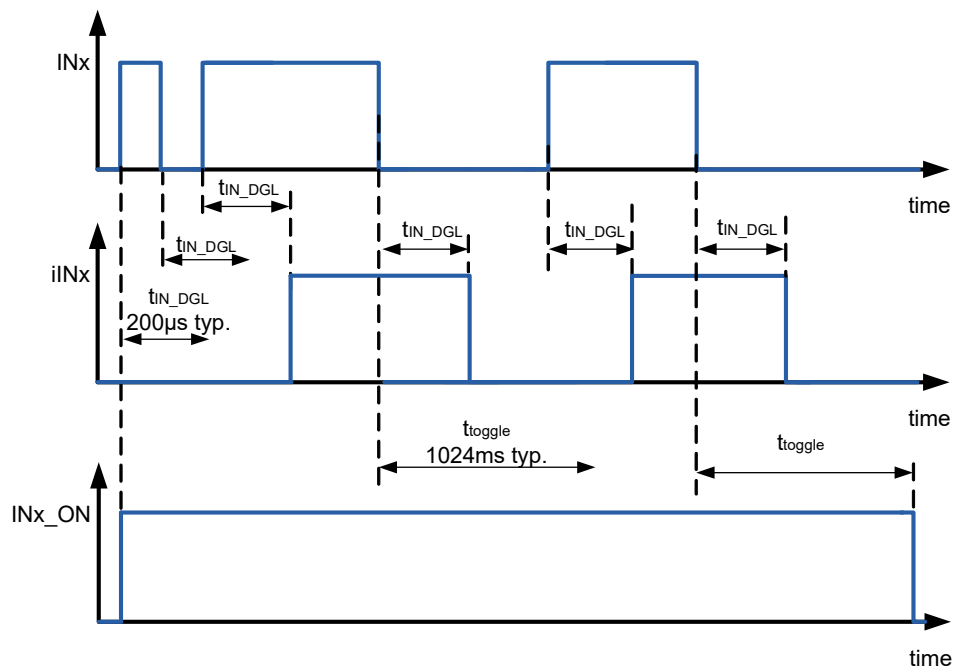 INx
time
tIN_DGL
tIN_DGL
tIN_DGL
tIN_DGL
tIN_DGL
iINx
tIN_DGL
200µs typ.
time
ttoggle
1024ms typ.
ttoggle
INx_ON
time